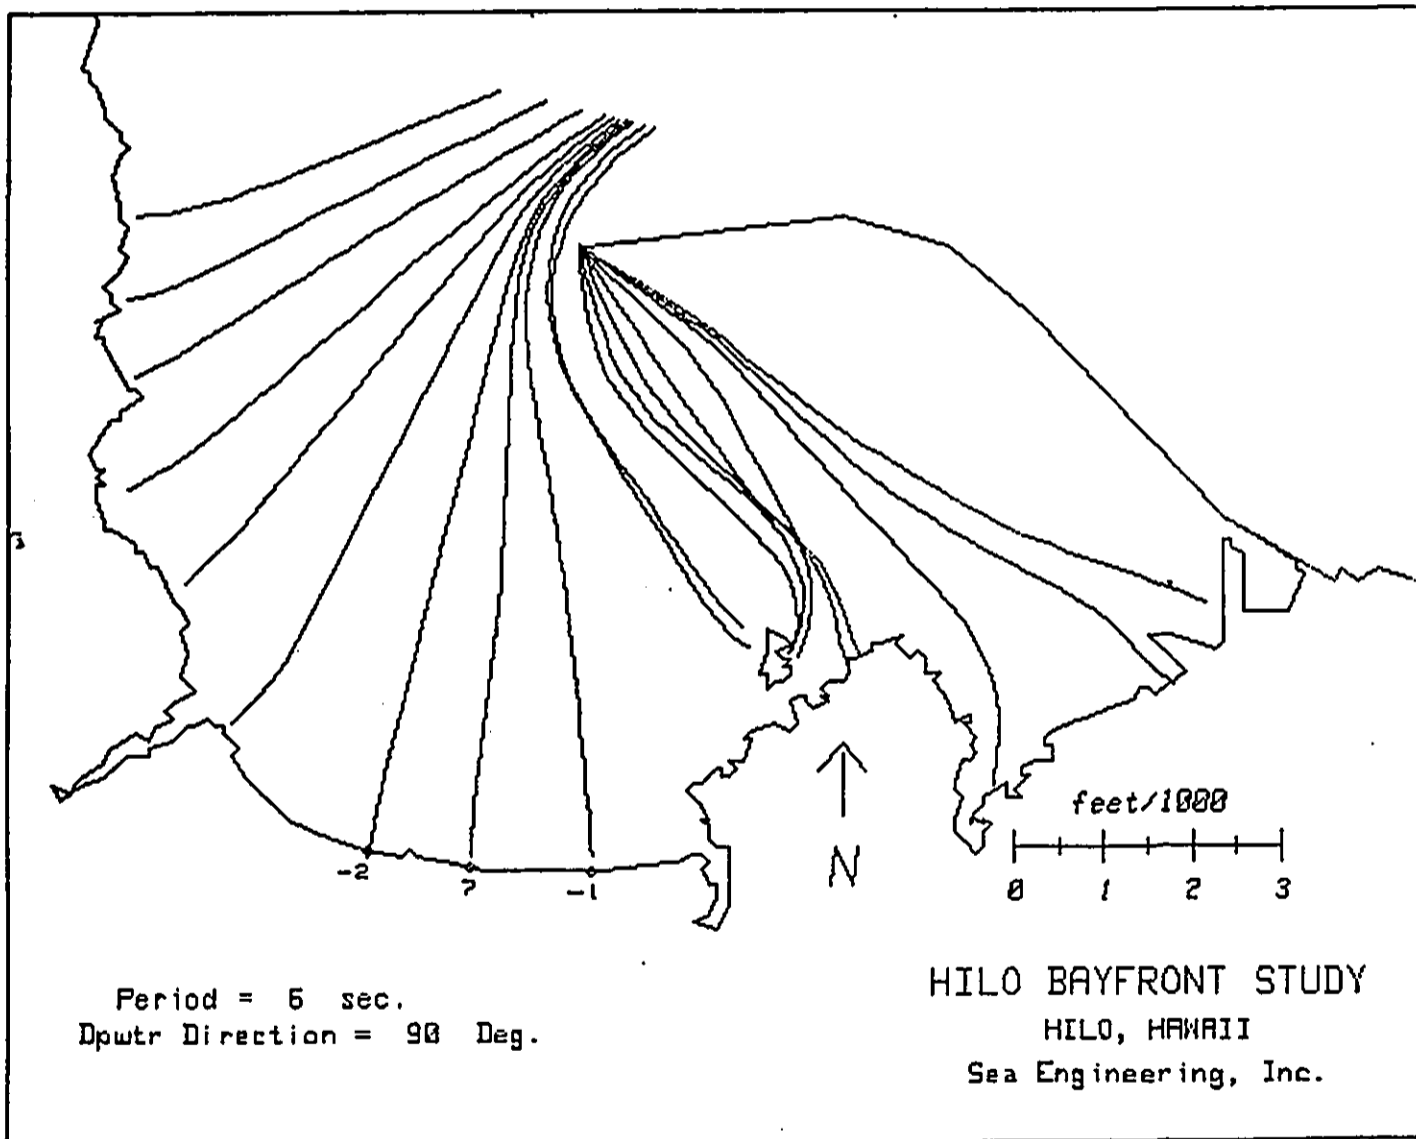 feet/1000
0 1 2 3
N
-2 7 -1
HILO BAYFRONT STUDY
HILO, HAWAII
Sea Engineering, Inc.
Period = 6 sec.
Dpwtr Direction = 90 Deg.